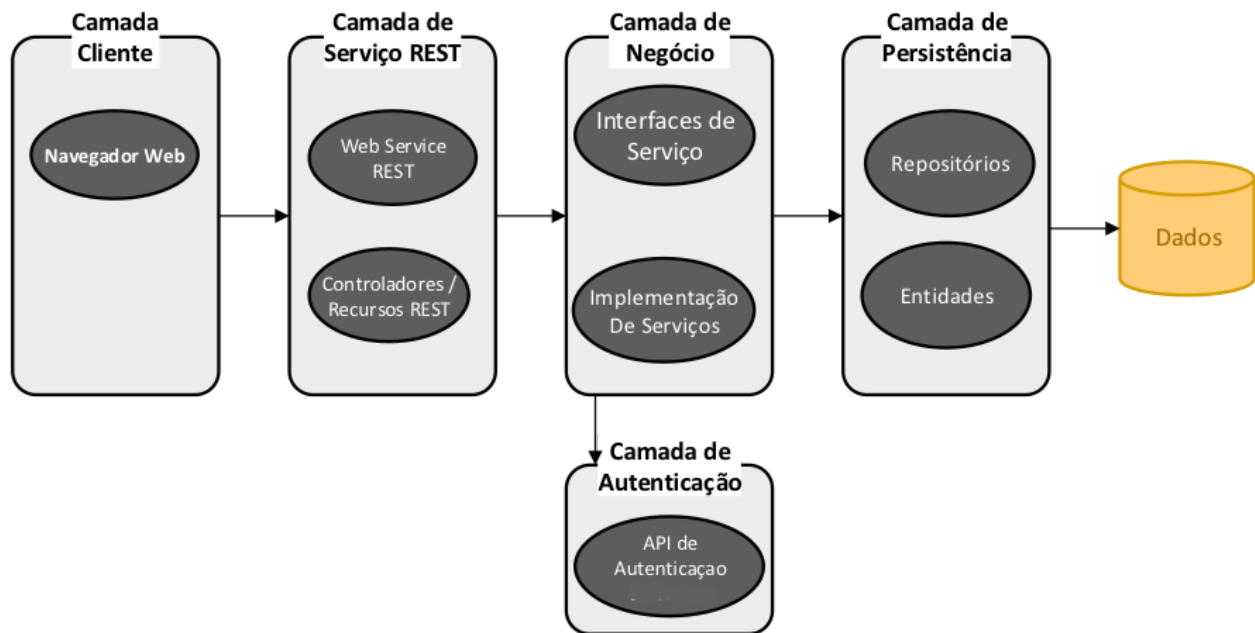 Camada
Cliente
Navegador Web
Camada de
Serviço REST
Web Service
REST
Controladores /
Recursos REST
Camada de
Negócio
Interfaces de
Serviço
Implementação
De Serviços
Camada de
Persistência
Repositórios
Entidades
Dados
Camada de
Autenticação
API de
Autenticaçao